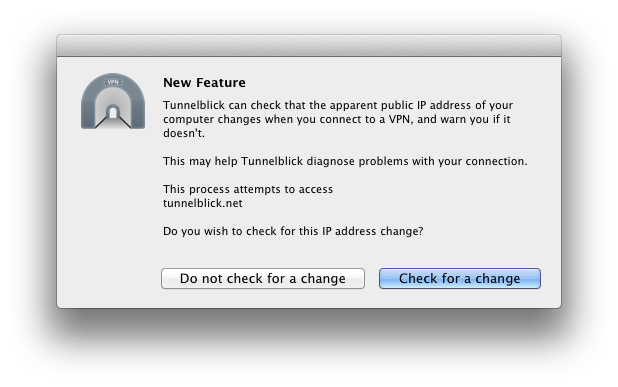 VPN
New Feature
Tunnelblick can check that the apparent public IP address of your
computer changes when you connect to a VPN, and warn you if it
doesn't.
This may help Tunnelblick diagnose problems with your connection.
This process attempts to access
tunnelblick.net
Do you wish to check for this IP address change?
Do not check for a change
Check for a change